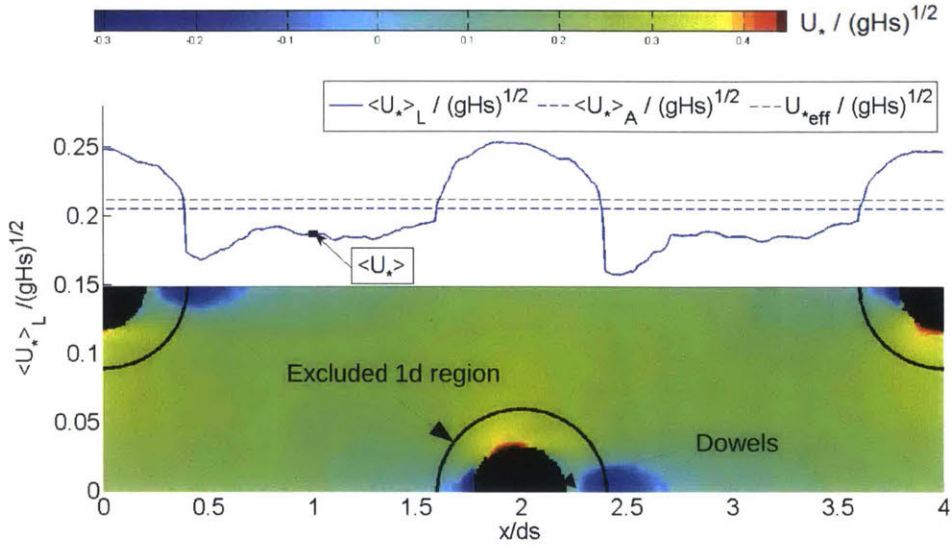 U* / (gHs)1/2
-0.3 -0.2 -0.1 0 0.1 0.2 0.3 0.4
<U*>L / (gHs)1/2 <U*>A / (gHs)1/2 U*eff / (gHs)1/2
<U*>L /(gHs)1/2
0.25
0.2
<U*>
0.15
0.1
Excluded 1d region
0.05
Dowels
0
0 0.5 1 1.5 2 2.5 3 3.5 4
x/ds